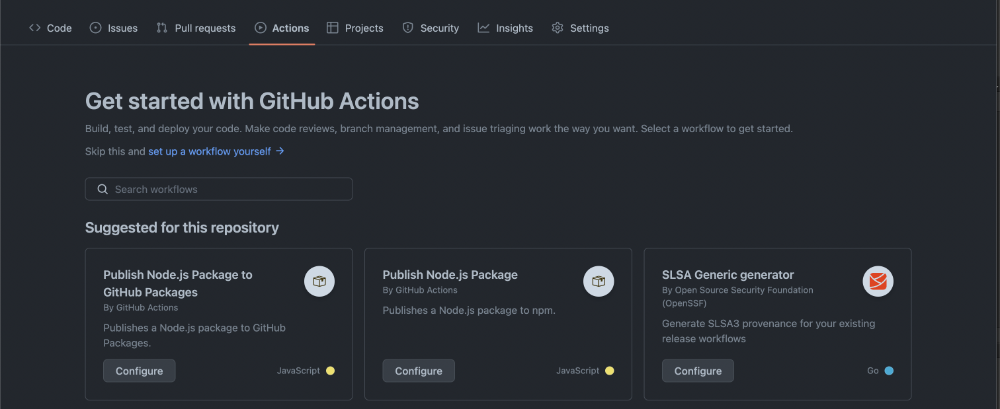 Code Issues Pull requests Actions Projects Security Insights Settings
Get started with GitHub Actions
Build, test, and deploy your code. Make code reviews, branch management, and issue triaging work the way you want. Select a workflow to get started.
Skip this and set up a workflow yourself →
Search workflows
Suggested for this repository
Publish Node.js Package to
GitHub Packages
By GitHub Actions
Publishes a Node.js package to GitHub
Packages.
Configure
JavaScript
Publish Node.js Package
By GitHub Actions
Publishes a Node.js package to npm.
Configure
JavaScript
SLSA Generic generator
By Open Source Security Foundation
(OpenSSF)
Generate SLSA3 provenance for your existing
release workflows
Configure
Go